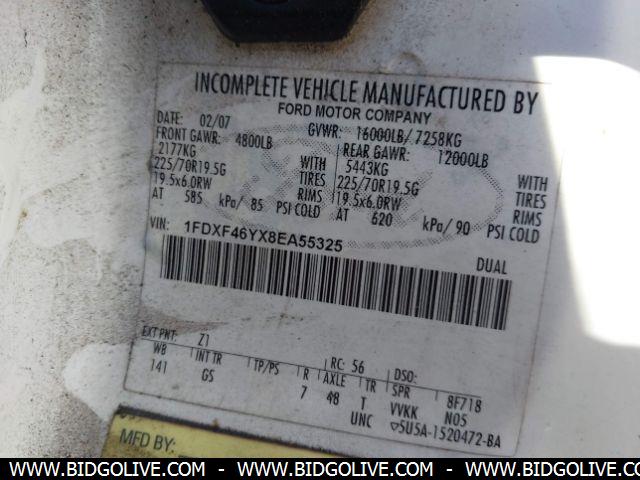 INCOMPLETE VEHICLE MANUFACTURED BY
FORD MOTOR COMPANY
DATE: 02/07 GVWR: 16000LB/ 7258KG
FRONT GAWR: 4800LB REAR GAWR: 12000LB
2177KG WITH 5443KG WITH
225/70R19.5G TIRES 225/70R19.5G TIRES
19.5x6.0RW RIMS 19.5x6.0RW RIMS
AT 585 kPa/ 85 PSI COLD AT 620 kPa/ 90 PSI COLD
VIN: 1FDXF46YX8EA55325
DUAL
EXT PNT: Z1 RC: 56 DSO:
WB INT TR TP/PS R AXLE TR SPR 8F718
141 GS 7 48 T VVKK N05
UNC ▽5U5A-1520472-BA
MFD BY:
WWW.BIDGOLIVE.COM - WWW.BIDGOLIVE.COM - WWW.BIDGOLIVE.COM